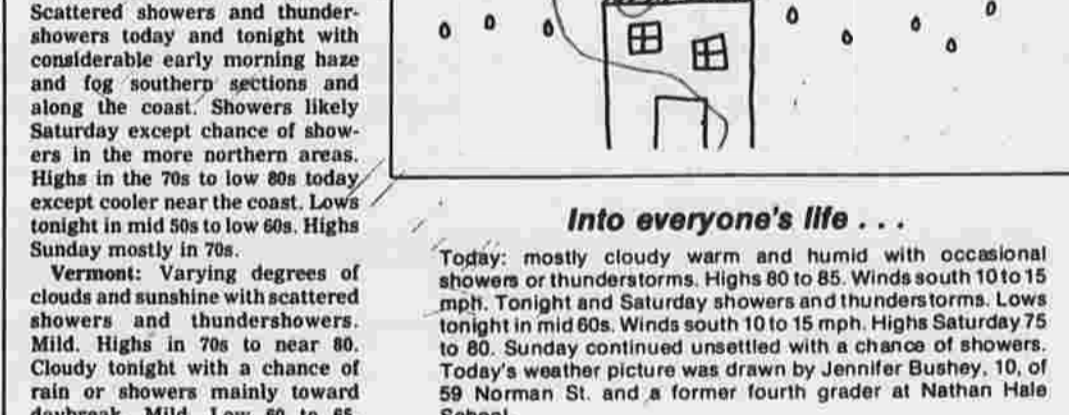 Scattered showers and thunder-
showers today and tonight with
considerable early morning haze
and fog southern sections and
along the coast. Showers likely
Saturday except chance of show-
ers in the more northern areas.
Highs in the 70s to low 80s today
except cooler near the coast. Lows
tonight in mid 50s to low 60s. Highs
Sunday mostly in 70s.
Vermont: Varying degrees of
clouds and sunshine with scattered
showers and thundershowers.
Mild. Highs in 70s to near 80.
Cloudy tonight with a chance of
rain or showers mainly toward
daybreak. Mild. Low 60 to 65.
Into everyone's life . . .
Today: mostly cloudy warm and humid with occasional
showers or thunderstorms. Highs 80 to 85. Winds south 10 to 15
mph. Tonight and Saturday showers and thunderstorms. Lows
tonight in mid 60s. Winds south 10 to 15 mph. Highs Saturday 75
to 80. Sunday continued unsettled with a chance of showers.
Today's weather picture was drawn by Jennifer Bushey, 10, of
59 Norman St. and a former fourth grader at Nathan Hale
School.